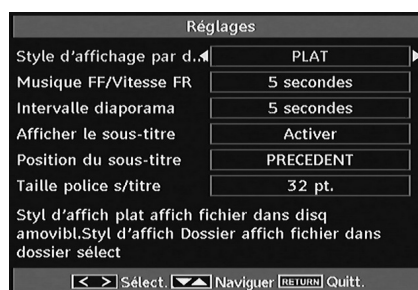 Réglages
Style d'affichage par d.. PLAT
Musique FF/Vitesse FR 5 secondes
Intervalle diaporama 5 secondes
Afficher le sous-titre Activer
Position du sous-titre PRECEDENT
Taille police s/titre 32 pt.
Styl d'affich plat affich fichier dans disq
amovibl.Styl d'affich Dossier affich fichier dans
dossier sélect
Sélect. Naviguer RETURN Quitt.